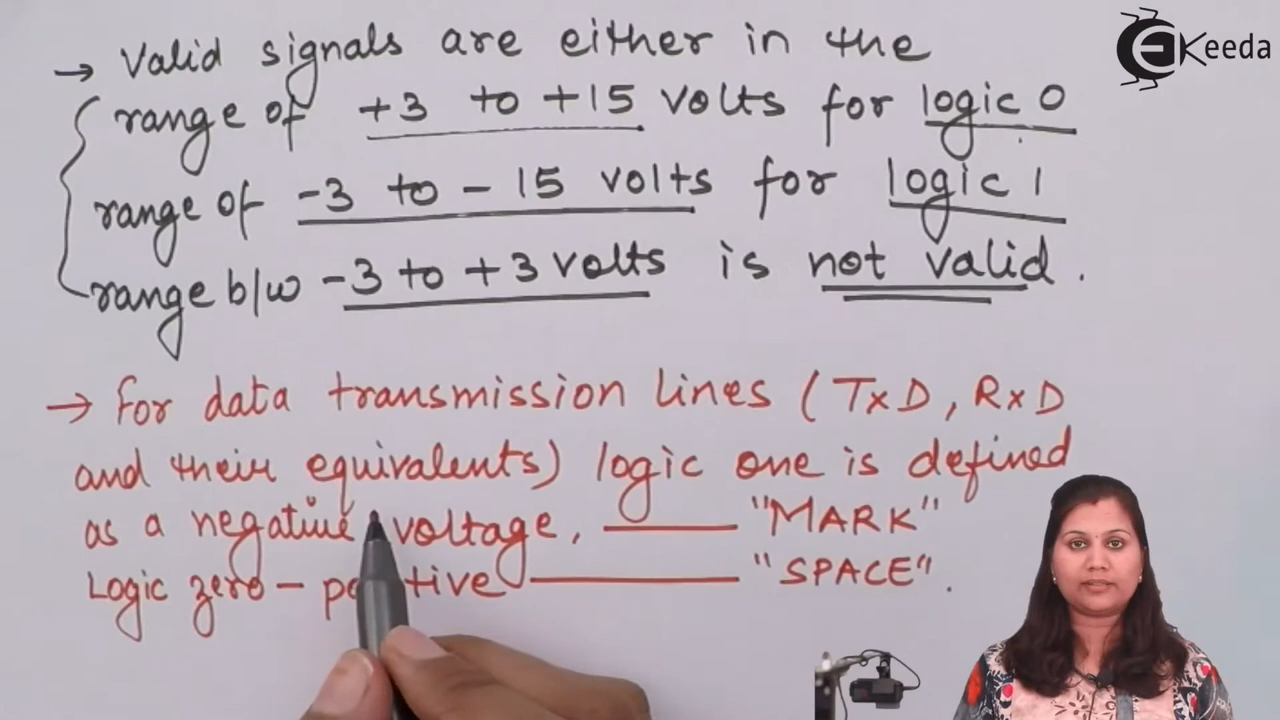 → Valid signals are either in the
range of +3 to +15 volts for logic 0
range of -3 to - 15 volts for logic 1
range b/w -3 to +3 volts is not valid.
→ For data transmission lines (TxD, RxD
and their equivalents) logic one is defined
as a negative voltage, —— "MARK"
Logic zero - —— "SPACE".
EKeeda